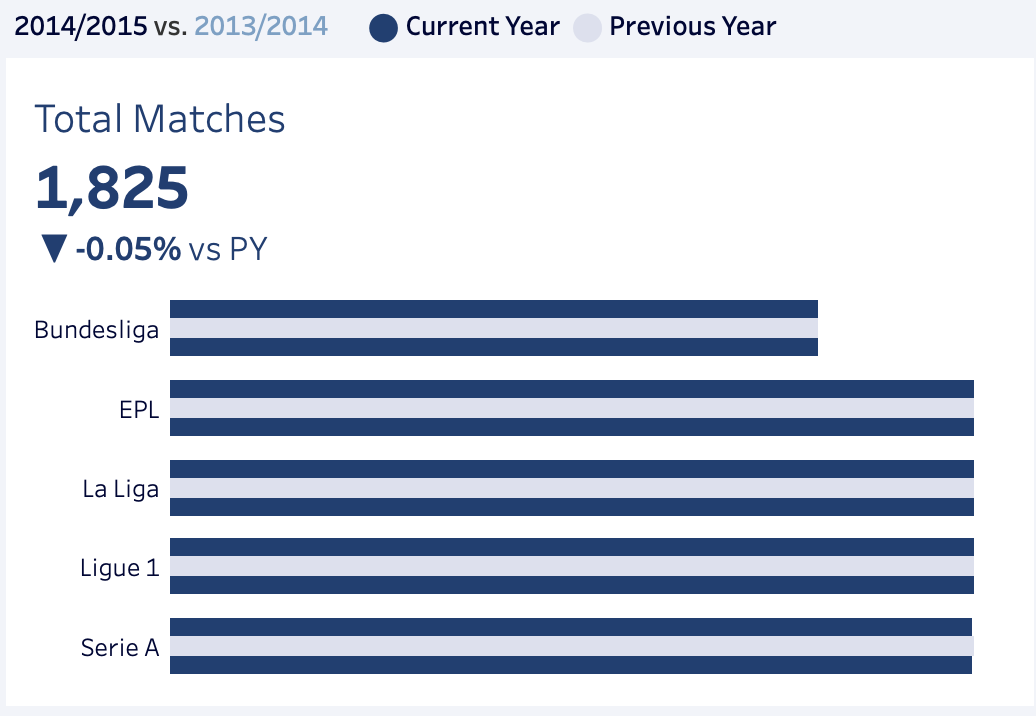 2014/2015 vs. 2013/2014 Current Year Previous Year
Total Matches
1,825
▼ -0.05% vs PY
Bundesliga
EPL
La Liga
Ligue 1
Serie A